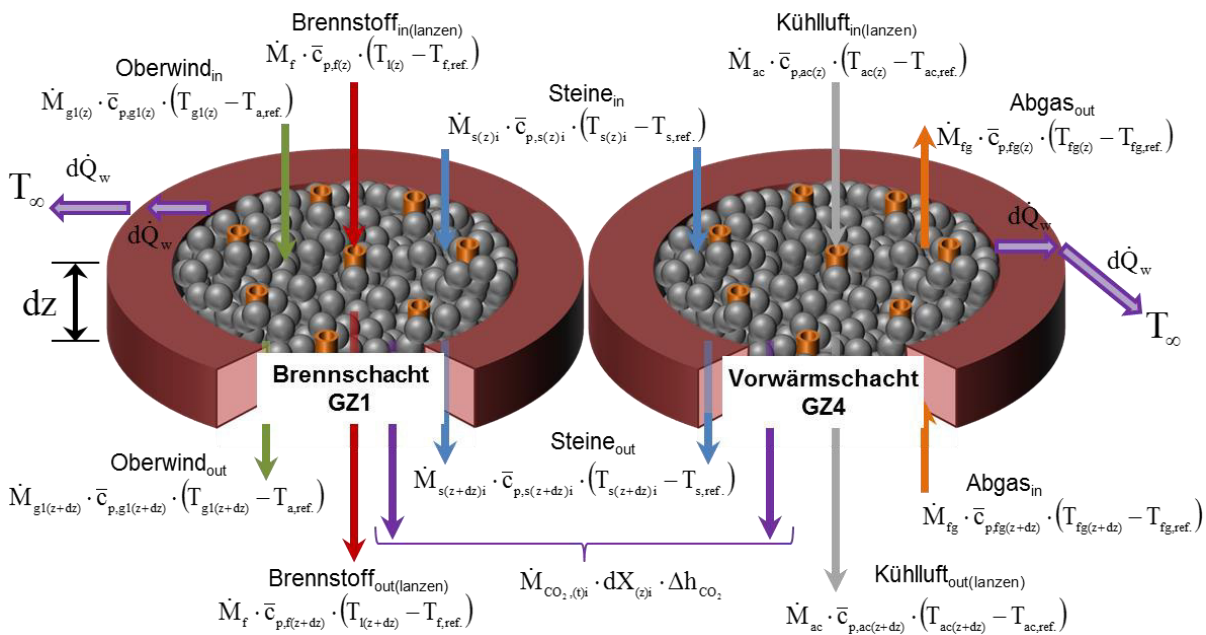 Brennstoff_in(lanzen)
Ṁ_f · c̄_p,f(z) · (T_l(z) − T_f,ref.)
Kühlluft_in(lanzen)
Ṁ_ac · c̄_p,ac(z) · (T_ac(z) − T_ac,ref.)
Oberwind_in
Ṁ_g1(z) · c̄_p,g1(z) · (T_g1(z) − T_a,ref.)
Steine_in
Ṁ_s(z)i · c̄_p,s(z)i · (T_s(z)i − T_s,ref.)
Abgas_out
Ṁ_fg · c̄_p,fg(z) · (T_fg(z) − T_fg,ref.)
T_∞
dQ̇_w
dQ̇_w
dz
dQ̇_w
dQ̇_w
T_∞
Brennschacht
GZ1
Vorwärmschacht
GZ4
Oberwind_out
Ṁ_g1(z+dz) · c̄_p,g1(z+dz) · (T_g1(z+dz) − T_a,ref.)
Steine_out
Ṁ_s(z+dz)i · c̄_p,s(z+dz)i · (T_s(z+dz)i − T_s,ref.)
Abgas_in
Ṁ_fg · c̄_p,fg(z+dz) · (T_fg(z+dz) − T_fg,ref.)
Brennstoff_out(lanzen)
Ṁ_f · c̄_p,f(z+dz) · (T_l(z+dz) − T_f,ref.)
Ṁ_CO₂,(t)i · dX_(z)i · Δh_CO₂
Kühlluft_out(lanzen)
Ṁ_ac · c̄_p,ac(z+dz) · (T_ac(z+dz) − T_ac,ref.)